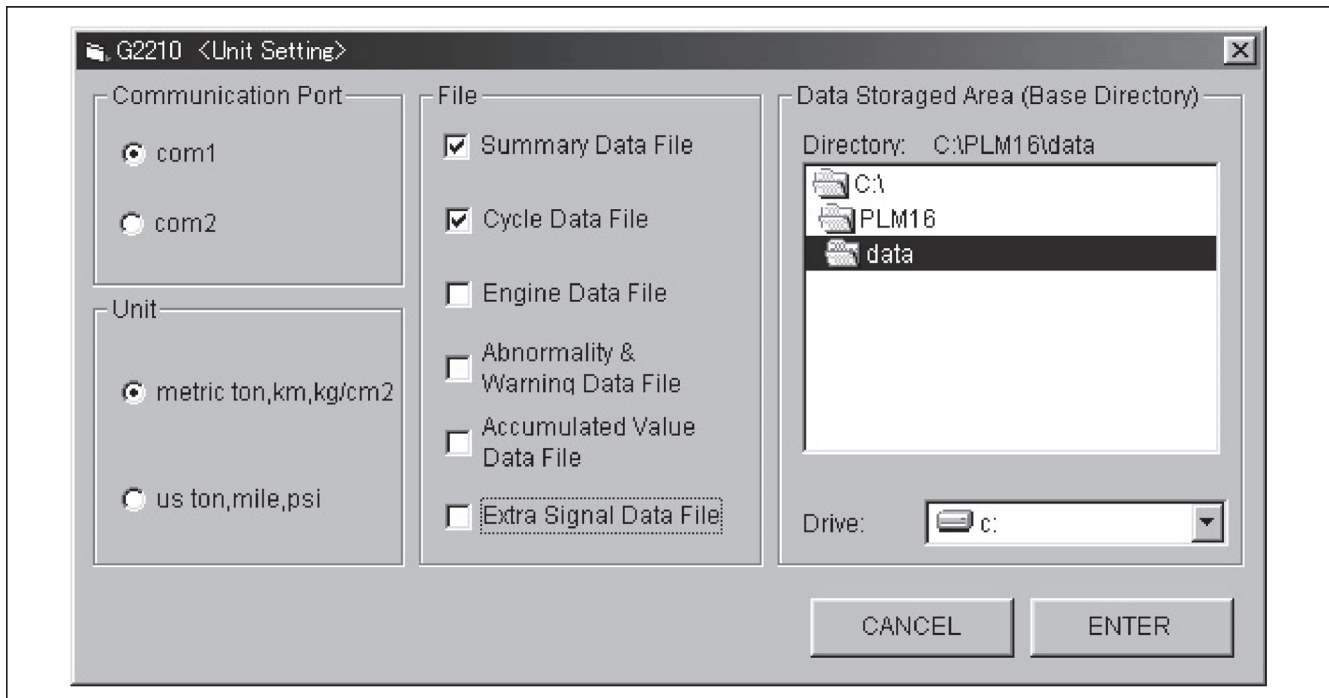 G2210 <Unit Setting>
Communication Port
com1
com2
Unit
metric ton,km,kg/cm2
us ton,mile,psi
File
Summary Data File
Cycle Data File
Engine Data File
Abnormality &
Warning Data File
Accumulated Value
Data File
Extra Signal Data File
Data Storaged Area (Base Directory)
Directory: C:\PLM16\data
C:\
PLM16
data
Drive: c:
CANCEL
ENTER